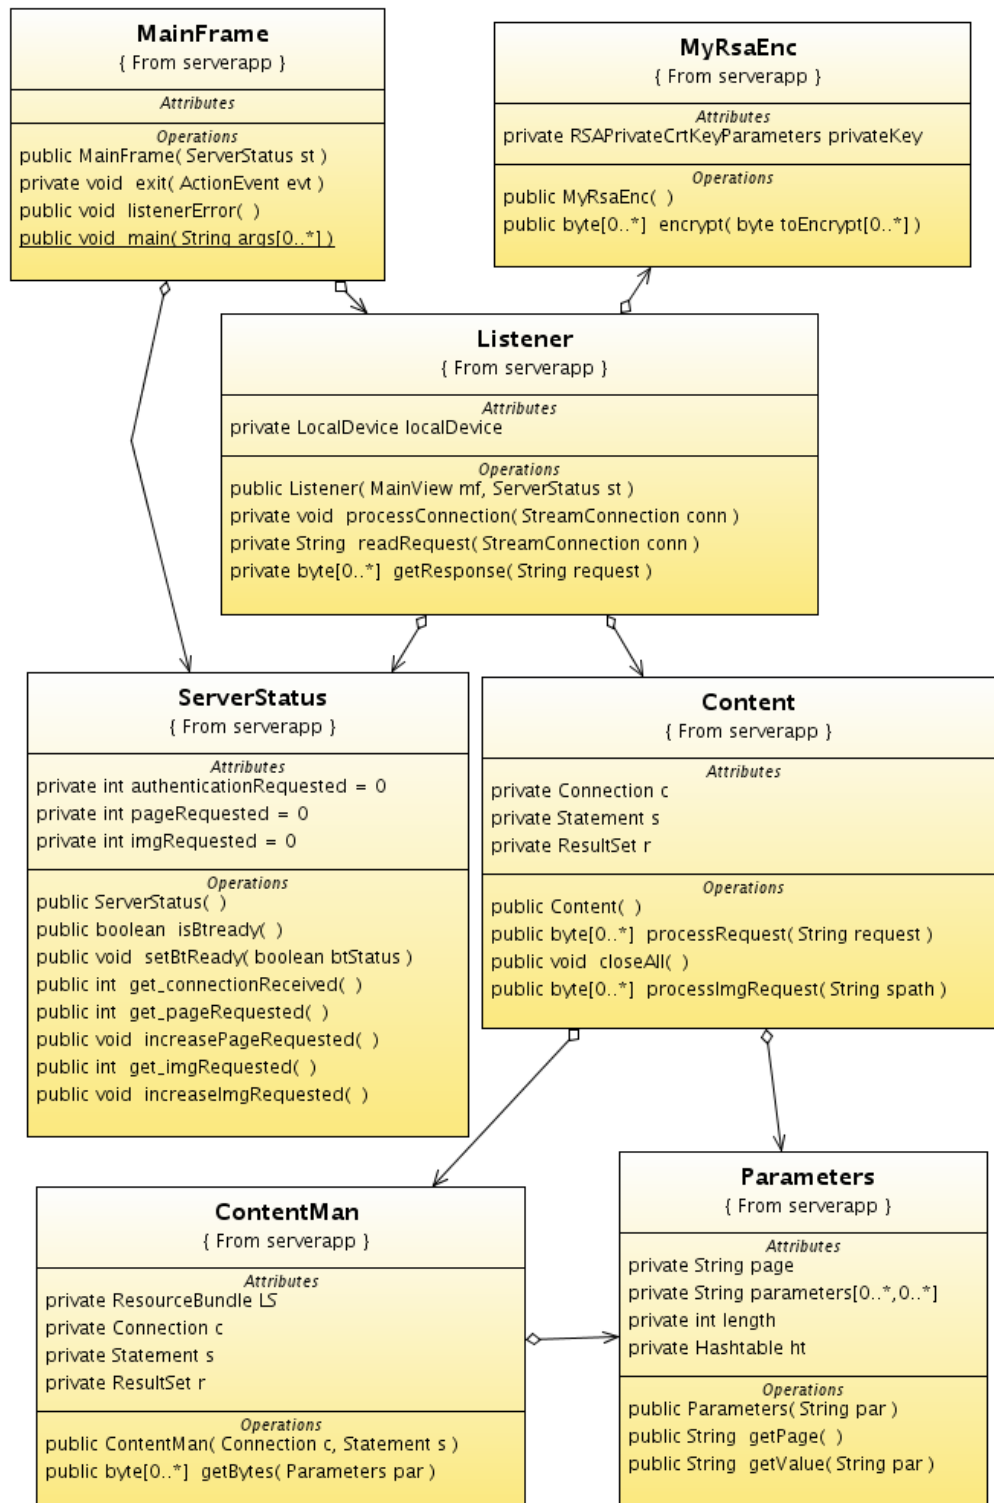 MainFrame
{ From serverapp }
Attributes
Operations
public MainFrame( ServerStatus st )
private void exit( ActionEvent evt )
public void listenerError( )
public void main( String args[0..*] )
MyRsaEnc
{ From serverapp }
Attributes
private RSAPrivateCrtKeyParameters privateKey
Operations
public MyRsaEnc( )
public byte[0..*] encrypt( byte toEncrypt[0..*] )
Listener
{ From serverapp }
Attributes
private LocalDevice localDevice
Operations
public Listener( MainView mf, ServerStatus st )
private void processConnection( StreamConnection conn )
private String readRequest( StreamConnection conn )
private byte[0..*] getResponse( String request )
ServerStatus
{ From serverapp }
Attributes
private int authenticationRequested = 0
private int pageRequested = 0
private int imgRequested = 0
Operations
public ServerStatus( )
public boolean isBtready( )
public void setBtReady( boolean btStatus )
public int get_connectionReceived( )
public int get_pageRequested( )
public void increasePageRequested( )
public int get_imgRequested( )
public void increaseImgRequested( )
Content
{ From serverapp }
Attributes
private Connection c
private Statement s
private ResultSet r
Operations
public Content( )
public byte[0..*] processRequest( String request )
public void closeAll( )
public byte[0..*] processImgRequest( String spath )
ContentMan
{ From serverapp }
Attributes
private ResourceBundle LS
private Connection c
private Statement s
private ResultSet r
Operations
public ContentMan( Connection c, Statement s )
public byte[0..*] getBytes( Parameters par )
Parameters
{ From serverapp }
Attributes
private String page
private String parameters[0..*,0..*]
private int length
private Hashtable ht
Operations
public Parameters( String par )
public String getPage( )
public String getValue( String par )